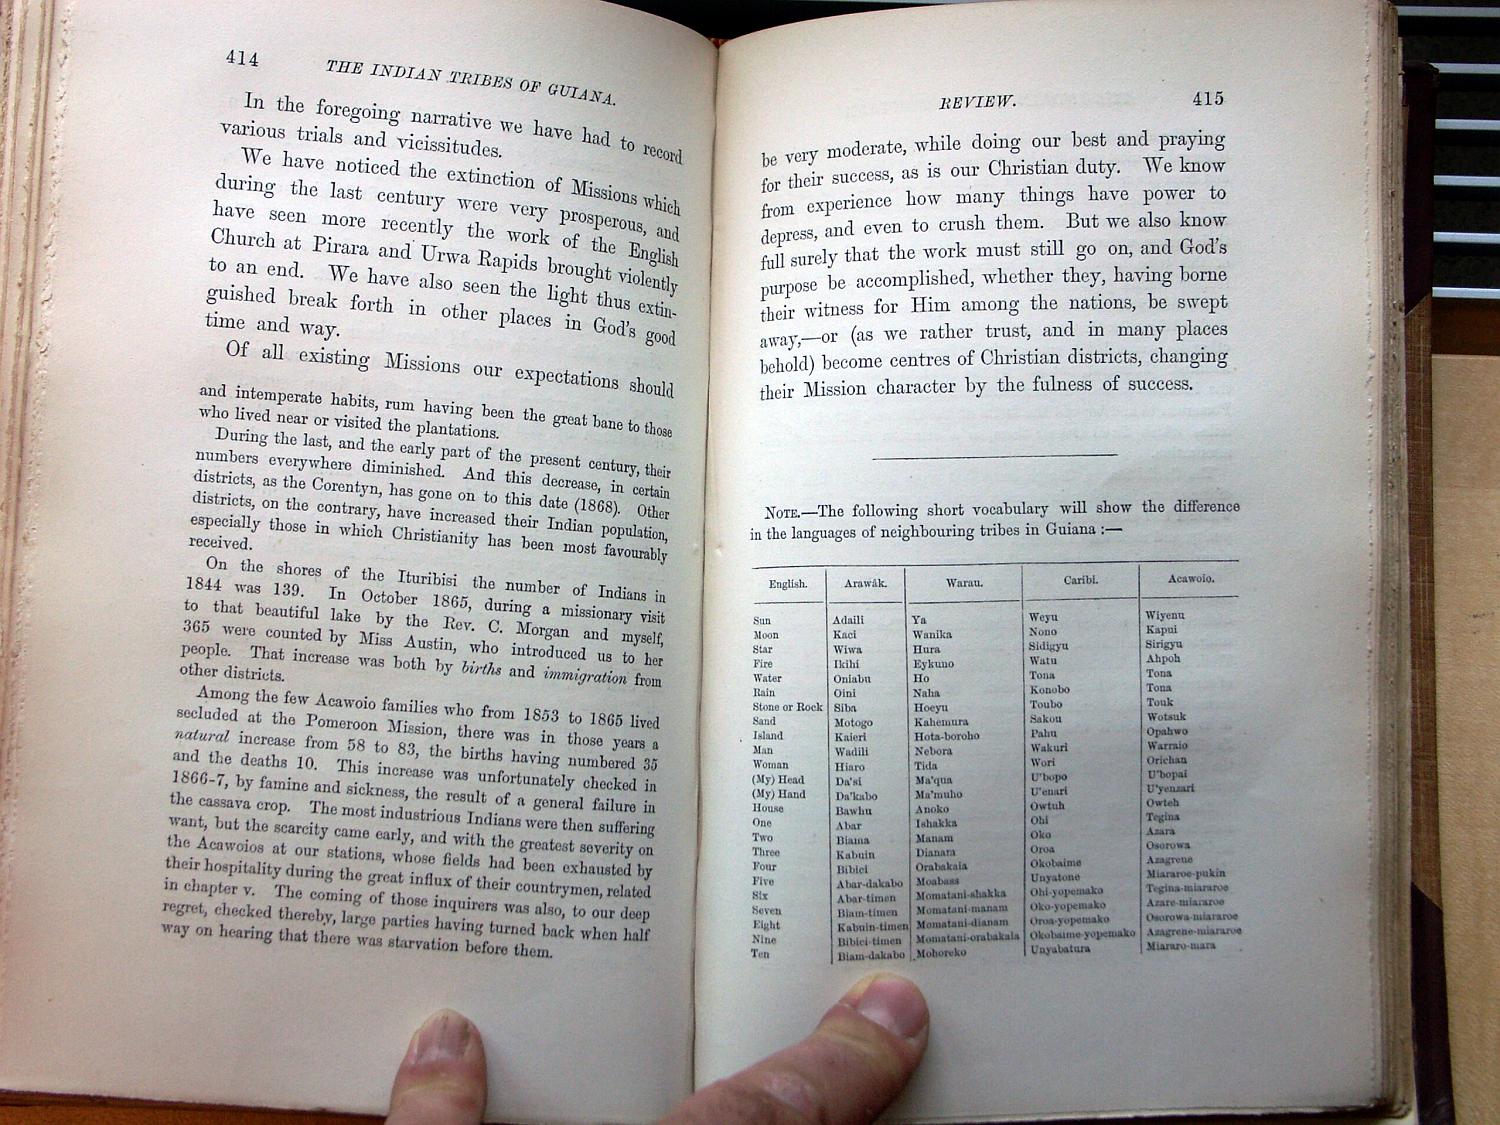 414
THE INDIAN TRIBES OF GUIANA.
In the foregoing narrative we have had to record
various trials and vicissitudes.
We have noticed the extinction of Missions which
during the last century were very prosperous, and
have seen more recently the work of the English
Church at Pirara and Urwa Rapids brought violently
to an end. We have also seen the light thus extin-
guished break forth in other places in God's good
time and way.
Of all existing Missions our expectations should
and intemperate habits, rum having been the great bane to those
who lived near or visited the plantations.
During the last, and the early part of the present century, their
numbers everywhere diminished. And this decrease, in certain
districts, as the Corentyn, has gone on to this date (1868). Other
districts, on the contrary, have increased their Indian population,
especially those in which Christianity has been most favourably
received.
On the shores of the Ituribisi the number of Indians in
1844 was 139. In October 1865, during a missionary visit
to that beautiful lake by the Rev. C. Morgan and myself,
365 were counted by Miss Austin, who introduced us to her
people. That increase was both by births and immigration from
other districts.
Among the few Acawoio families who from 1853 to 1865 lived
secluded at the Pomeroon Mission, there was in those years a
natural increase from 58 to 83, the births having numbered 35
and the deaths 10. This increase was unfortunately checked in
1866-7, by famine and sickness, the result of a general failure in
the cassava crop. The most industrious Indians were then suffering
want, but the scarcity came early, and with the greatest severity on
the Acawoios at our stations, whose fields had been exhausted by
their hospitality during the great influx of their countrymen, related
in chapter v. The coming of those inquirers was also, to our deep
regret, checked thereby, large parties having turned back when half
way on hearing that there was starvation before them.
REVIEW. 415
be very moderate, while doing our best and praying
for their success, as is our Christian duty. We know
from experience how many things have power to
depress, and even to crush them. But we also know
full surely that the work must still go on, and God's
purpose be accomplished, whether they, having borne
their witness for Him among the nations, be swept
away,—or (as we rather trust, and in many places
behold) become centres of Christian districts, changing
their Mission character by the fulness of success.
NOTE.—The following short vocabulary will show the difference
in the languages of neighbouring tribes in Guiana :—
English. Arawâk. Warau. Caribi. Acawoio.
Sun Adaili Ya Weyu Wiyenu
Moon Kaci Wanika Nono Kapui
Star Wiwa Hura Sidigyu Sirigyu
Fire Ikihi Eykuno Watu Ahpoh
Water Oniabu Ho Tona Tona
Rain Oini Naha Konobo Tona
Stone or Rock Siba Hoeyu Toubo Touk
Sand Motogo Kahemura Sakou Wotsuk
Island Kaieri Hota-boroho Pahu Opahwo
Man Wadili Nebora Wakuri Warraio
Woman Hiaro Tida Wori Orichan
(My) Head Da'si Ma'qua U'bopo U'bopai
(My) Hand Da'kabo Ma'muho U'enari U'yenzari
House Bawhu Anoko Owtuh Owteh
One Abar Ishakka Ohi Tegina
Two Biama Manam Oko Azara
Three Kabuin Dianara Oroa Osorowa
Four Bibici Orabakaia Okobaime Azagrene
Five Abar-dakabo Moabass Unyatone Miararoe-pukin
Six Abar-timen Momatani-shakka Ohi-yopemako Tegina-miararoe
Seven Biam-timen Momatani-manam Oko-yopemako Azare-miararoe
Eight Kabuin-timen Momatani-dianam Oroa-yopemako Osorowa-miararoe
Nine Bibici-timen Momatani-orabakaia Okobaime-yopemako Azagrene-miararoe
Ten Biam-dakabo Mohoreko Unyabatura Miararo-mara